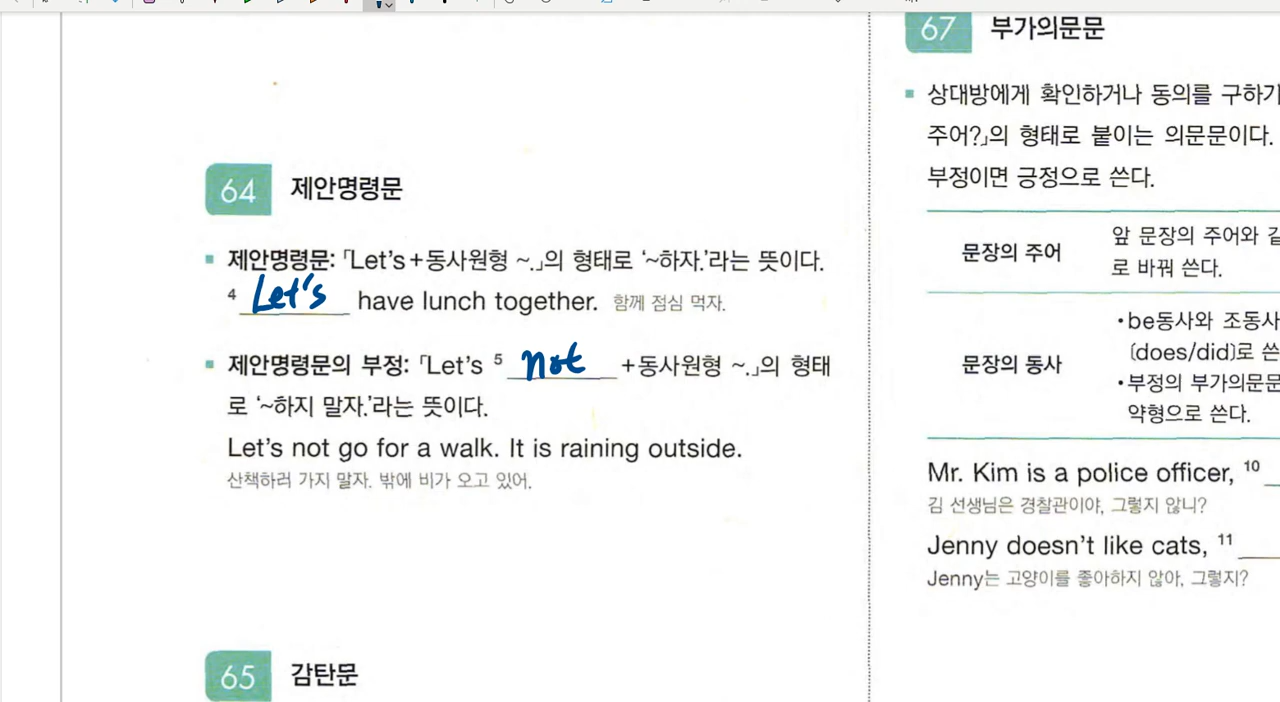 64 제안명령문
제안명령문: 「Let's+동사원형 ~.」의 형태로 '~하자.'라는 뜻이다.
4 Let's have lunch together. 함께 점심 먹자.
제안명령문의 부정: 「Let's 5 not +동사원형 ~.」의 형태
로 '~하지 말자.'라는 뜻이다.
Let's not go for a walk. It is raining outside.
산책하러 가지 말자. 밖에 비가 오고 있어.
65 감탄문
67 부가의문문
상대방에게 확인하거나 동의를 구하기
주어?」의 형태로 붙이는 의문문이다.
부정이면 긍정으로 쓴다.
문장의 주어
앞 문장의 주어와 같
로 바꿔 쓴다.
문장의 동사
•be동사와 조동사
(does/did)로 쓴
•부정의 부가의문문
약형으로 쓴다.
Mr. Kim is a police officer, 10
김 선생님은 경찰관이야, 그렇지 않니?
Jenny doesn't like cats, 11
Jenny는 고양이를 좋아하지 않아, 그렇지?